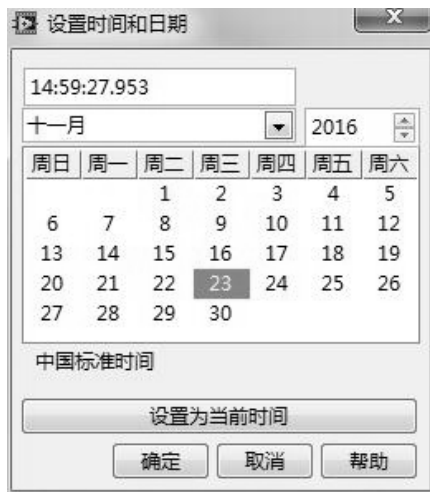 设置时间和日期
14:59:27.953
十一月 2016
周日 周一 周二 周三 周四 周五 周六
1 2 3 4 5
6 7 8 9 10 11 12
13 14 15 16 17 18 19
20 21 22 23 24 25 26
27 28 29 30
中国标准时间
设置为当前时间
确定 取消 帮助